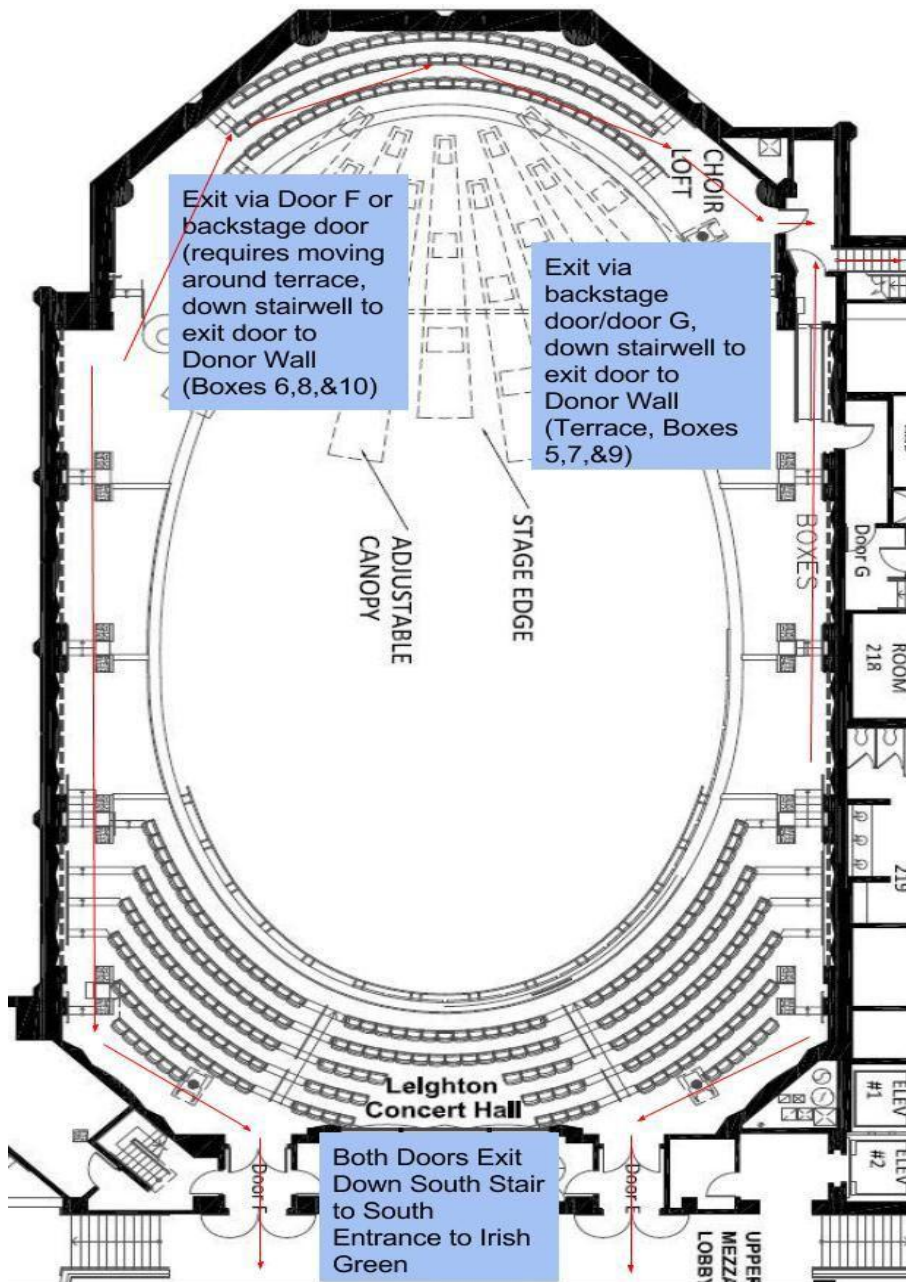 CHOIR
LOFT
Exit via Door F or
backstage door
(requires moving
around terrace,
down stairwell to
exit door to
Donor Wall
(Boxes 6,8,&10)
Exit via
backstage
door/door G,
down stairwell to
exit door to
Donor Wall
(Terrace, Boxes
5,7,&9)
STAGE EDGE
ADJUSTABLE
CANOPY
BOXES
Door G
ROOM
218
219
Leighton
Concert Hall
ELEV
#1
ELEV
#2
Both Doors Exit
Down South Stair
to South
Entrance to Irish
Green
Door F
Door E
UPPER
MEZZA
LOBBY